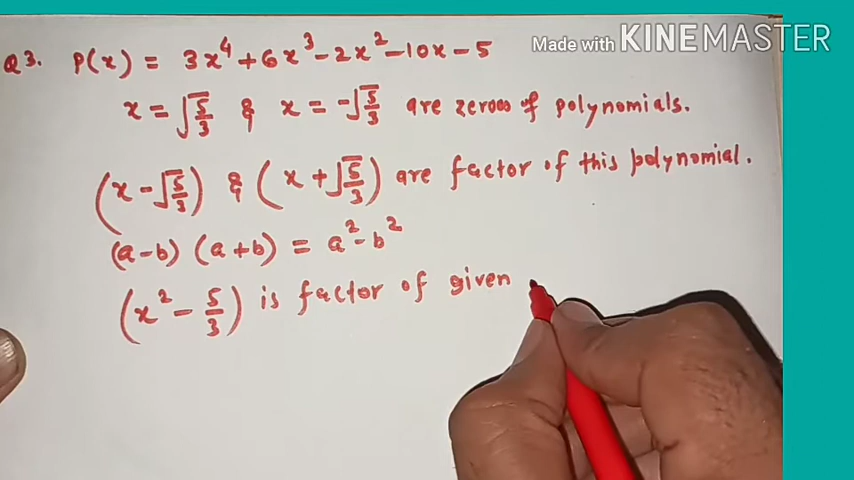 Made with KINEMASTER
Q3. P(x) = 3x⁴+6x³-2x²-10x-5
x = √5/3 & x = -√5/3 are zeros of polynomials.
(x - √5/3) & (x + √5/3) are factor of this polynomial.
(a-b) (a+b) = a²-b²
(x² - 5/3) is factor of given